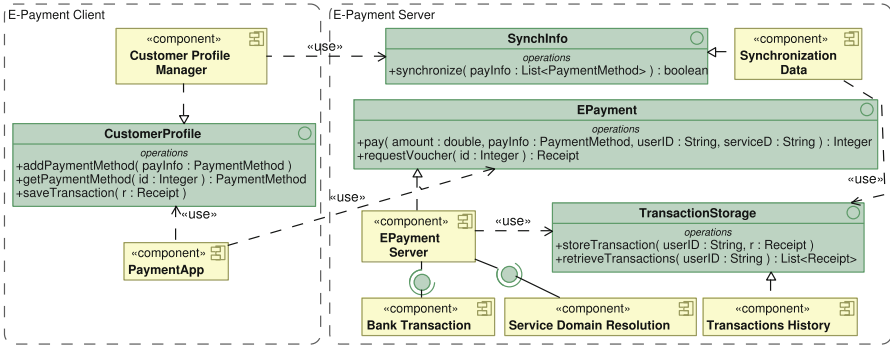 E-Payment Client
«component»
Customer Profile
Manager
CustomerProfile
operations
+addPaymentMethod( payInfo : PaymentMethod )
+getPaymentMethod( id : Integer ) : PaymentMethod
+saveTransaction( r : Receipt )
«use»
«component»
PaymentApp
«use»
«use»
E-Payment Server
SynchInfo
operations
+synchronize( payInfo : List<PaymentMethod> ) : boolean
«component»
Synchronization
Data
EPayment
operations
+pay( amount : double, payInfo : PaymentMethod, userID : String, serviceD : String ) : Integer
+requestVoucher( id : Integer ) : Receipt
«use»
«component»
EPayment
Server
«use»
TransactionStorage
operations
+storeTransaction( userID : String, r : Receipt )
+retrieveTransactions( userID : String ) : List<Receipt>
«component»
Bank Transaction
«component»
Service Domain Resolution
«component»
Transactions History